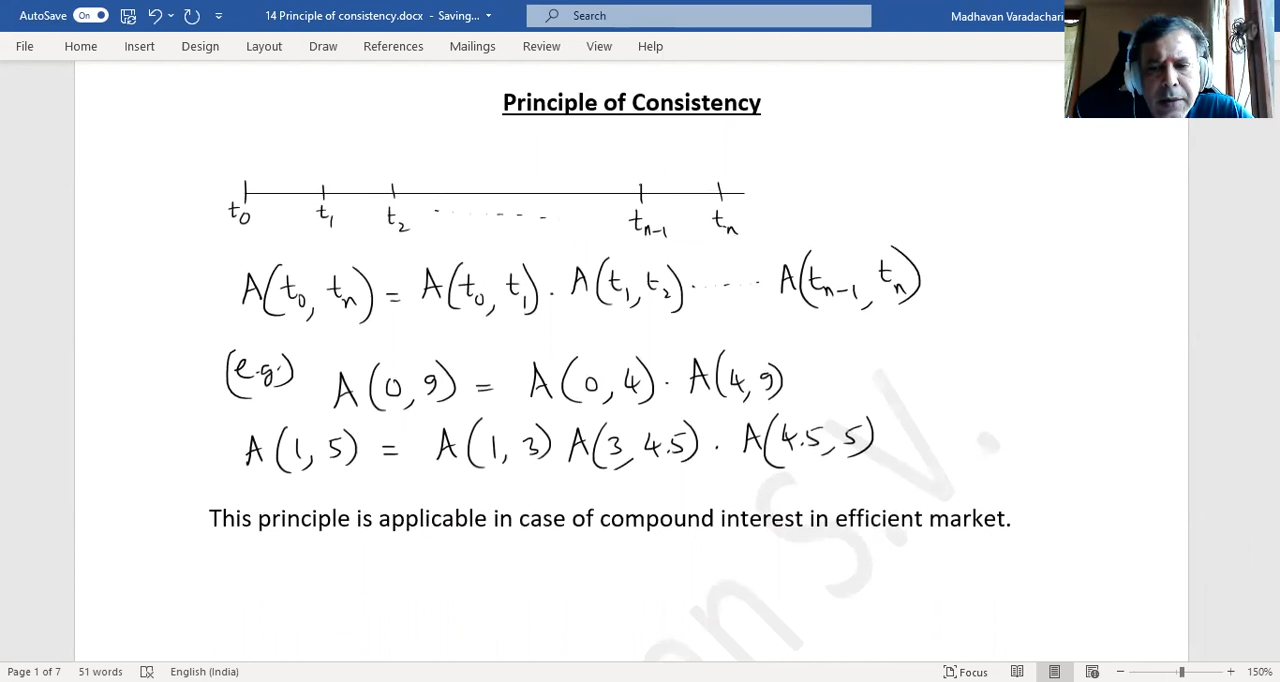 AutoSave On 14 Principle of consistency.docx - Saving... Search Madhavan Varadachari
File Home Insert Design Layout Draw References Mailings Review View Help
Principle of Consistency
t₀ t₁ t₂ ........ tₙ₋₁ tₙ
A(t₀, tₙ) = A(t₀, t₁) · A(t₁, t₂) ...... A(tₙ₋₁, tₙ)
(e.g:) A(0, 9) = A(0, 4) · A(4, 9)
A(1, 5) = A(1, 3) A(3, 4.5) · A(4.5, 5)
This principle is applicable in case of compound interest in efficient market.
an S.V.
Page 1 of 7 51 words English (India) Focus 150%